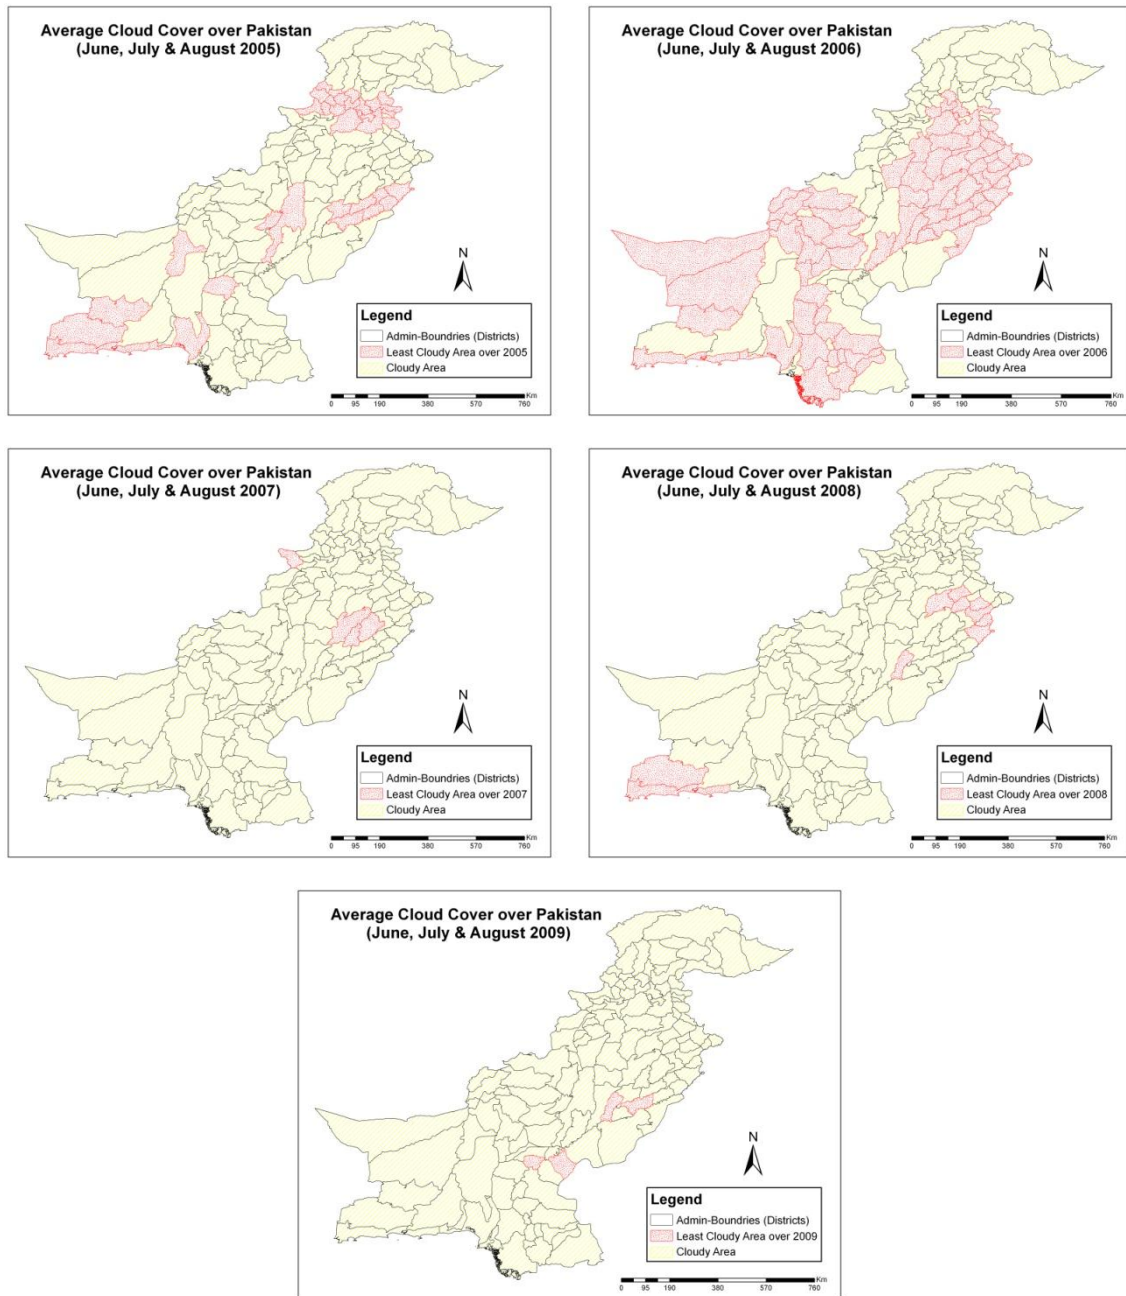 Average Cloud Cover over Pakistan
(June, July & August 2005)
N
Legend
Admin-Boundries (Districts)
Least Cloudy Area over 2005
Cloudy Area
Km
0 95 190 380 570 760
Average Cloud Cover over Pakistan
(June, July & August 2006)
N
Legend
Admin-Boundries (Districts)
Least Cloudy Area over 2006
Cloudy Area
Km
0 95 190 380 570 760
Average Cloud Cover over Pakistan
(June, July & August 2007)
N
Legend
Admin-Boundries (Districts)
Least Cloudy Area over 2007
Cloudy Area
Km
0 95 190 380 570 760
Average Cloud Cover over Pakistan
(June, July & August 2008)
N
Legend
Admin-Boundries (Districts)
Least Cloudy Area over 2008
Cloudy Area
Km
0 95 190 380 570 760
Average Cloud Cover over Pakistan
(June, July & August 2009)
N
Legend
Admin-Boundries (Districts)
Least Cloudy Area over 2009
Cloudy Area
Km
0 95 190 380 570 760